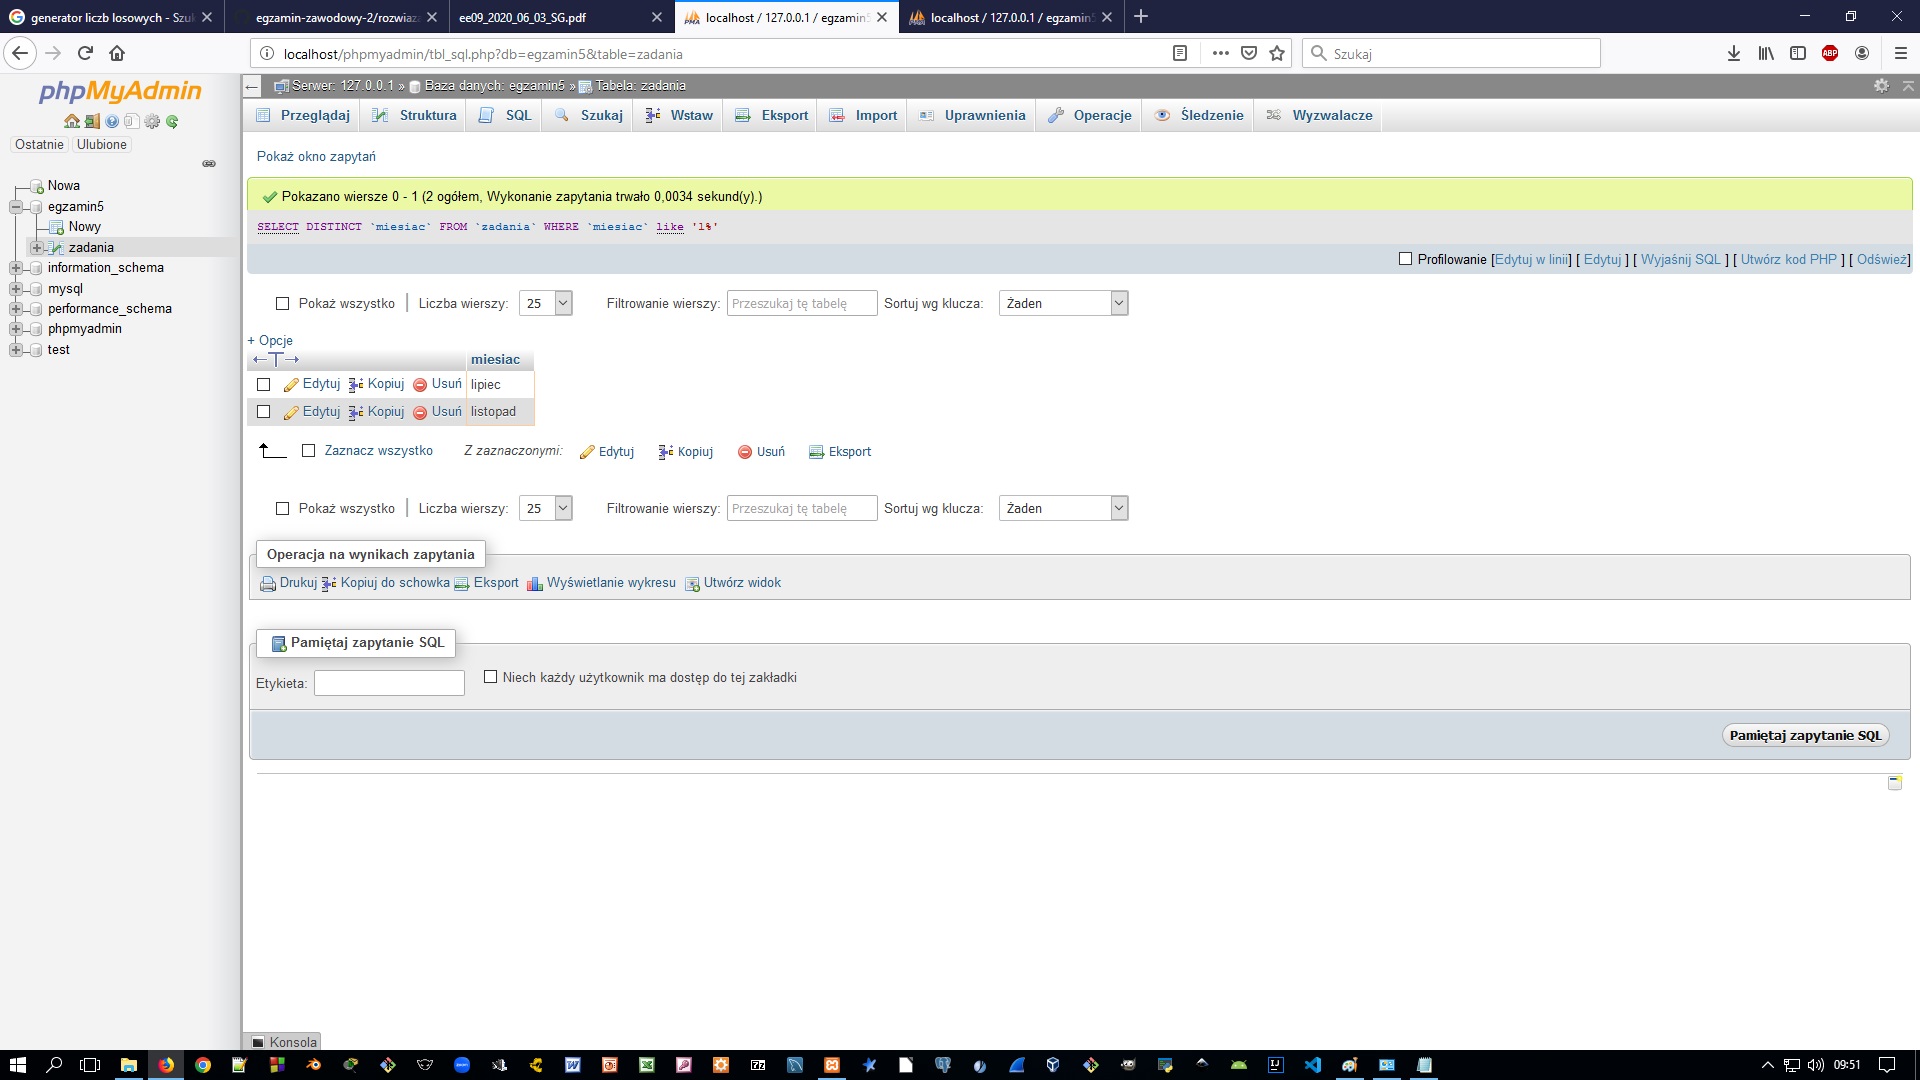 generator liczb losowych - Szuk
egzamin-zawodowy-2/rozwiaza
ee09_2020_06_03_SG.pdf
localhost / 127.0.0.1 / egzamin5
localhost / 127.0.0.1 / egzamin5
localhost/phpmyadmin/tbl_sql.php?db=egzamin5&table=zadania
Szukaj
ABP
phpMyAdmin
Serwer: 127.0.0.1 » Baza danych: egzamin5 » Tabela: zadania
Przeglądaj Struktura SQL Szukaj Wstaw Eksport Import Uprawnienia Operacje Śledzenie Wyzwalacze
Ostatnie Ulubione
Nowa
egzamin5
Nowy
zadania
information_schema
mysql
performance_schema
phpmyadmin
test
Pokaż okno zapytań
Pokazano wiersze 0 - 1 (2 ogółem, Wykonanie zapytania trwało 0,0034 sekund(y).)
SELECT DISTINCT `miesiac` FROM `zadania` WHERE `miesiac` like 'l%'
Profilowanie [Edytuj w linii] [ Edytuj ] [ Wyjaśnij SQL ] [ Utwórz kod PHP ] [ Odśwież]
Pokaż wszystko | Liczba wierszy: 25 Filtrowanie wierszy: Przeszukaj tę tabelę Sortuj wg klucza: Żaden
+ Opcje
←T→ miesiac
Edytuj Kopiuj Usuń lipiec
Edytuj Kopiuj Usuń listopad
Zaznacz wszystko Z zaznaczonymi: Edytuj Kopiuj Usuń Eksport
Pokaż wszystko | Liczba wierszy: 25 Filtrowanie wierszy: Przeszukaj tę tabelę Sortuj wg klucza: Żaden
Operacja na wynikach zapytania
Drukuj Kopiuj do schowka Eksport Wyświetlanie wykresu Utwórz widok
Pamiętaj zapytanie SQL
Etykieta: Niech każdy użytkownik ma dostęp do tej zakładki
Pamiętaj zapytanie SQL
Konsola
09:51